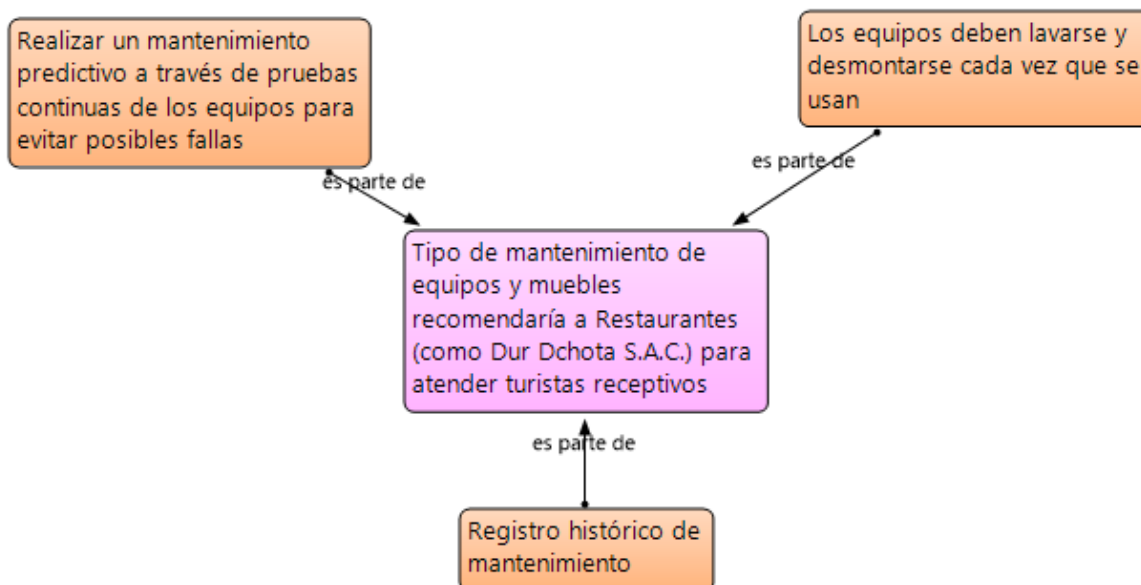 Realizar un mantenimiento
predictivo a través de pruebas
continuas de los equipos para
evitar posibles fallas
Los equipos deben lavarse y
desmontarse cada vez que se
usan
es parte de
es parte de
Tipo de mantenimiento de
equipos y muebles
recomendaría a Restaurantes
(como Dur Dchota S.A.C.) para
atender turistas receptivos
es parte de
Registro histórico de
mantenimiento